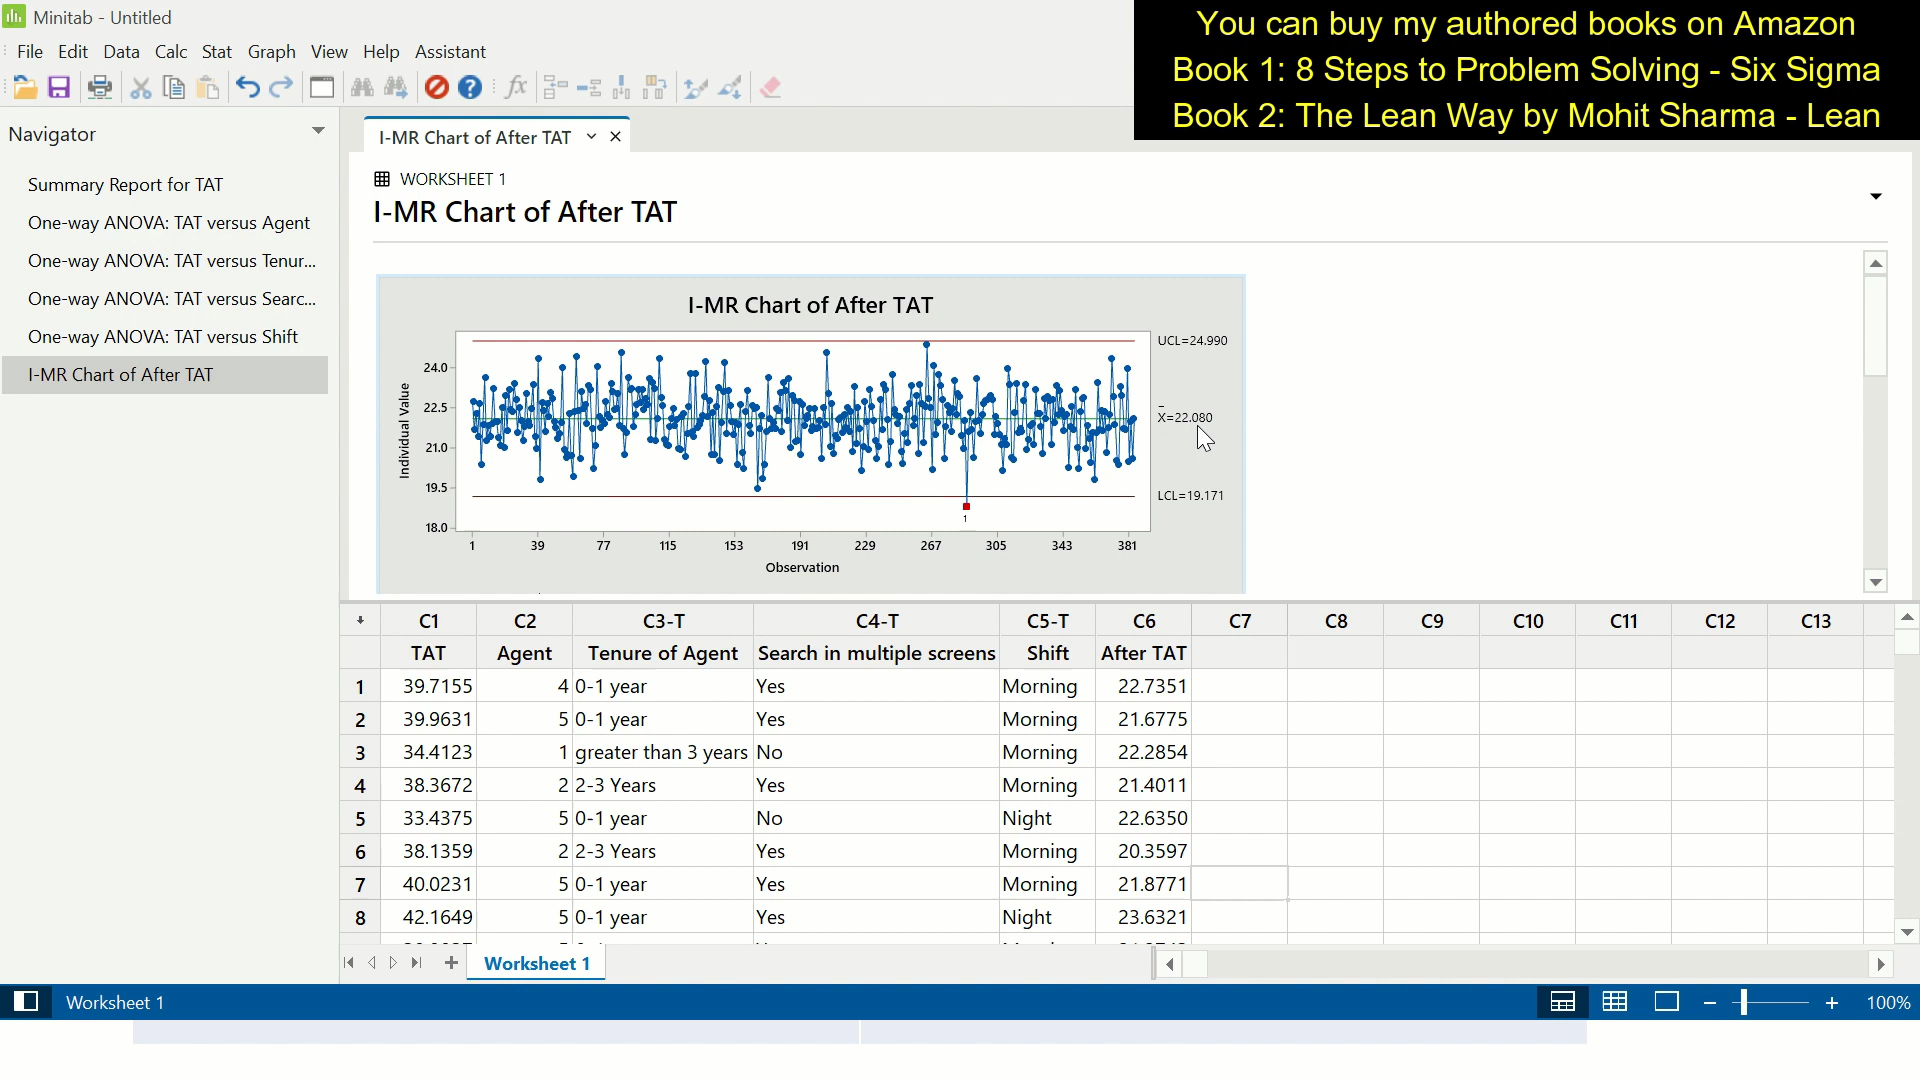 Minitab - Untitled
You can buy my authored books on Amazon
Book 1: 8 Steps to Problem Solving - Six Sigma
Book 2: The Lean Way by Mohit Sharma - Lean
File Edit Data Calc Stat Graph View Help Assistant
fx
Navigator
Summary Report for TAT
One-way ANOVA: TAT versus Agent
One-way ANOVA: TAT versus Tenur...
One-way ANOVA: TAT versus Searc...
One-way ANOVA: TAT versus Shift
I-MR Chart of After TAT
I-MR Chart of After TAT
WORKSHEET 1
I-MR Chart of After TAT
I-MR Chart of After TAT
UCL=24.990
24.0
22.5
X̄=22.080
21.0
19.5
LCL=19.171
18.0
Individual Value
1
1 39 77 115 153 191 229 267 305 343 381
Observation
C1 C2 C3-T C4-T C5-T C6 C7 C8 C9 C10 C11 C12 C13
TAT Agent Tenure of Agent Search in multiple screens Shift After TAT
1 39.7155 4 0-1 year Yes Morning 22.7351
2 39.9631 5 0-1 year Yes Morning 21.6775
3 34.4123 1 greater than 3 years No Morning 22.2854
4 38.3672 2 2-3 Years Yes Morning 21.4011
5 33.4375 5 0-1 year No Night 22.6350
6 38.1359 2 2-3 Years Yes Morning 20.3597
7 40.0231 5 0-1 year Yes Morning 21.8771
8 42.1649 5 0-1 year Yes Night 23.6321
Worksheet 1
Worksheet 1
100%